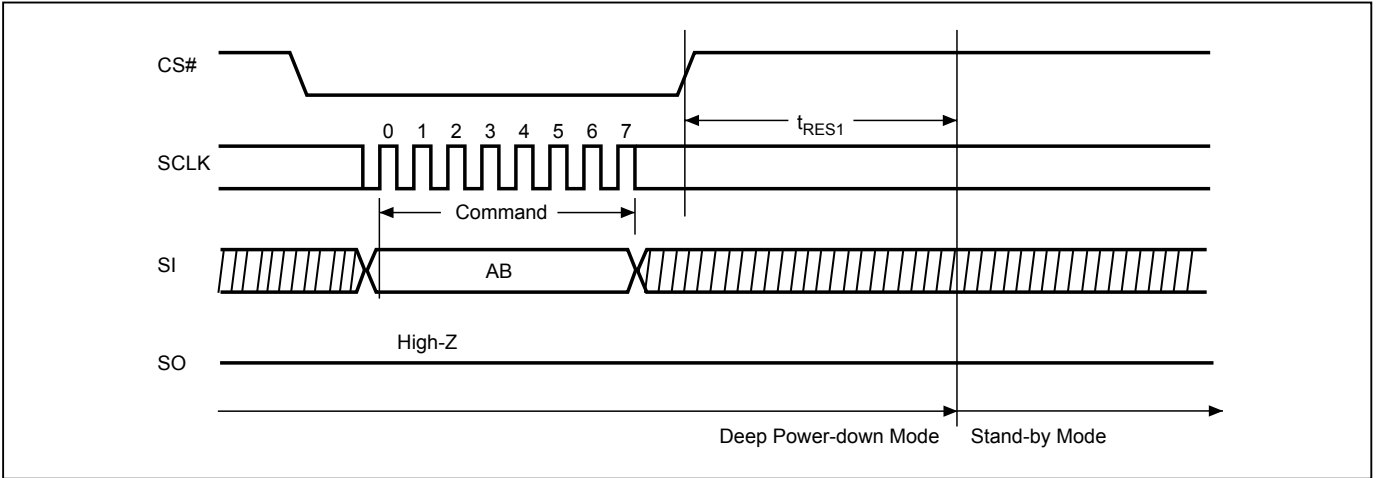 CS#
tRES1
0 1 2 3 4 5 6 7
SCLK
Command
SI
AB
High-Z
SO
Deep Power-down Mode Stand-by Mode